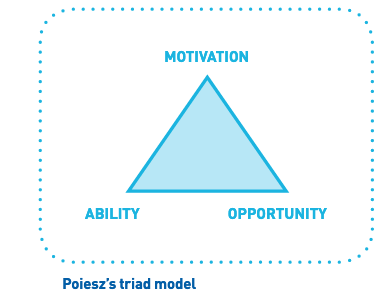 MOTIVATION
ABILITY
OPPORTUNITY
Poiesz's triad model